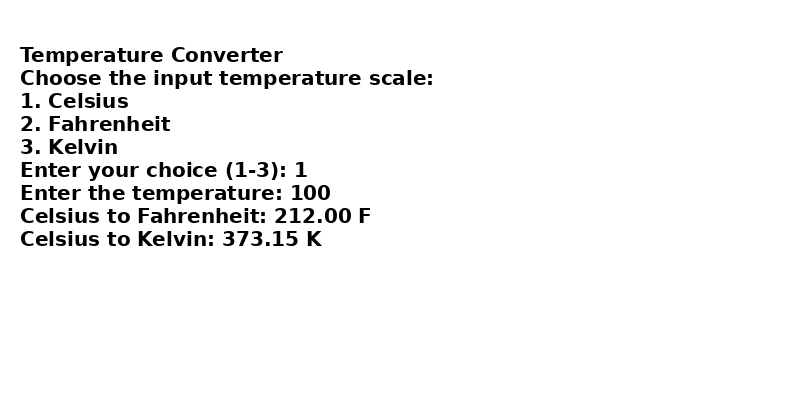 Temperature Converter
Choose the input temperature scale:
1. Celsius
2. Fahrenheit
3. Kelvin
Enter your choice (1-3): 1
Enter the temperature: 100
Celsius to Fahrenheit: 212.00 F
Celsius to Kelvin: 373.15 K